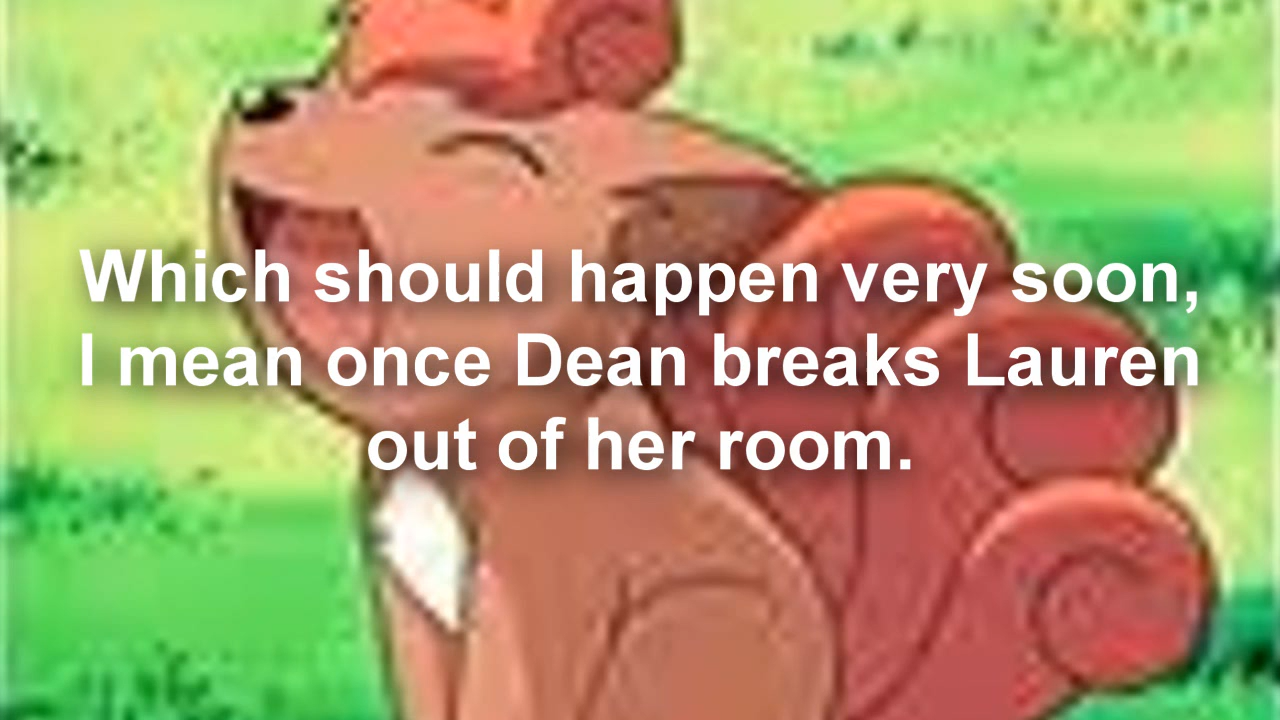 Which should happen very soon,
I mean once Dean breaks Lauren
out of her room.